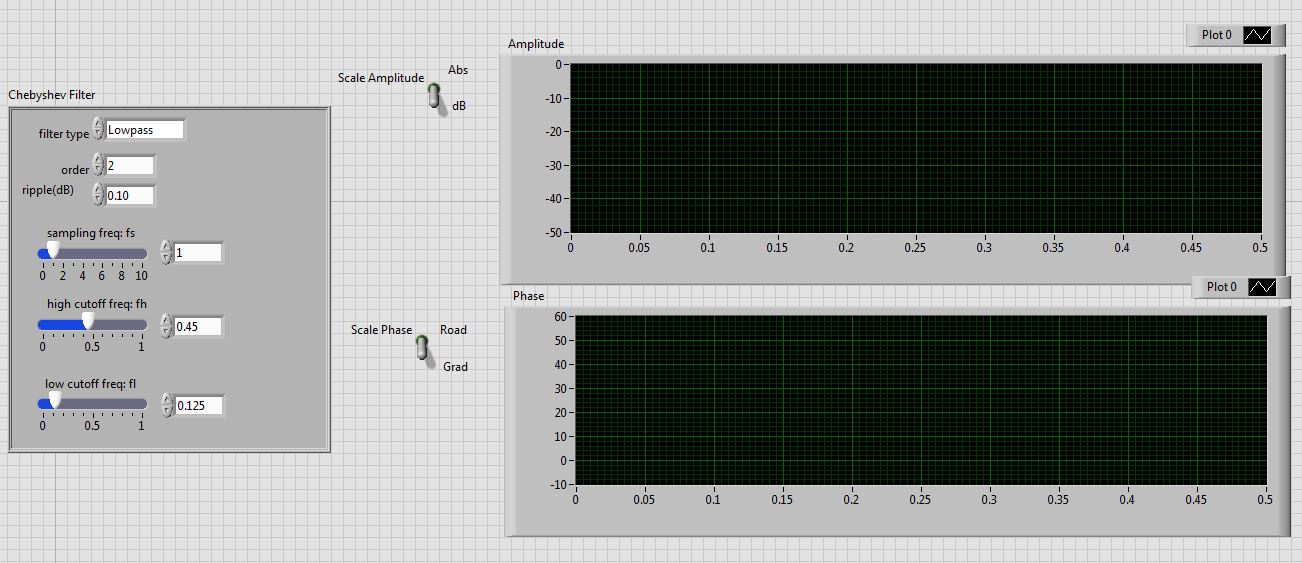 Chebyshev Filter
filter type Lowpass
order 2
ripple(dB) 0.10
sampling freq: fs
1
0 2 4 6 8 10
high cutoff freq: fh
0.45
0 0.5 1
low cutoff freq: fl
0.125
0 0.5 1
Scale Amplitude
Abs
dB
Scale Phase
Road
Grad
Amplitude
Plot 0
0
-10
-20
-30
-40
-50
0 0.05 0.1 0.15 0.2 0.25 0.3 0.35 0.4 0.45 0.5
Phase
Plot 0
60
50
40
30
20
10
0
-10
0 0.05 0.1 0.15 0.2 0.25 0.3 0.35 0.4 0.45 0.5